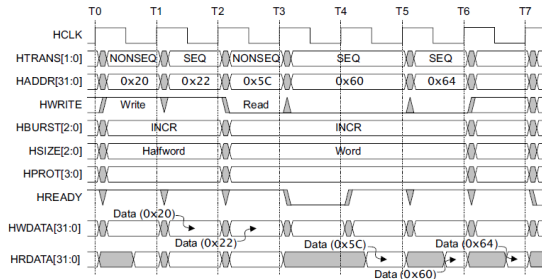 T0 T1 T2 T3 T4 T5 T6 T7
HCLK
HTRANS[1:0] NONSEQ SEQ NONSEQ SEQ SEQ
HADDR[31:0] 0x20 0x22 0x5C 0x60 0x64
HWRITE Write Read
HBURST[2:0] INCR INCR
HSIZE[2:0] Halfword Word
HPROT[3:0]
HREADY
Data (0x20)
HWDATA[31:0]
Data (0x22) Data (0x5C) Data (0x64)
HRDATA[31:0]
Data (0x60)